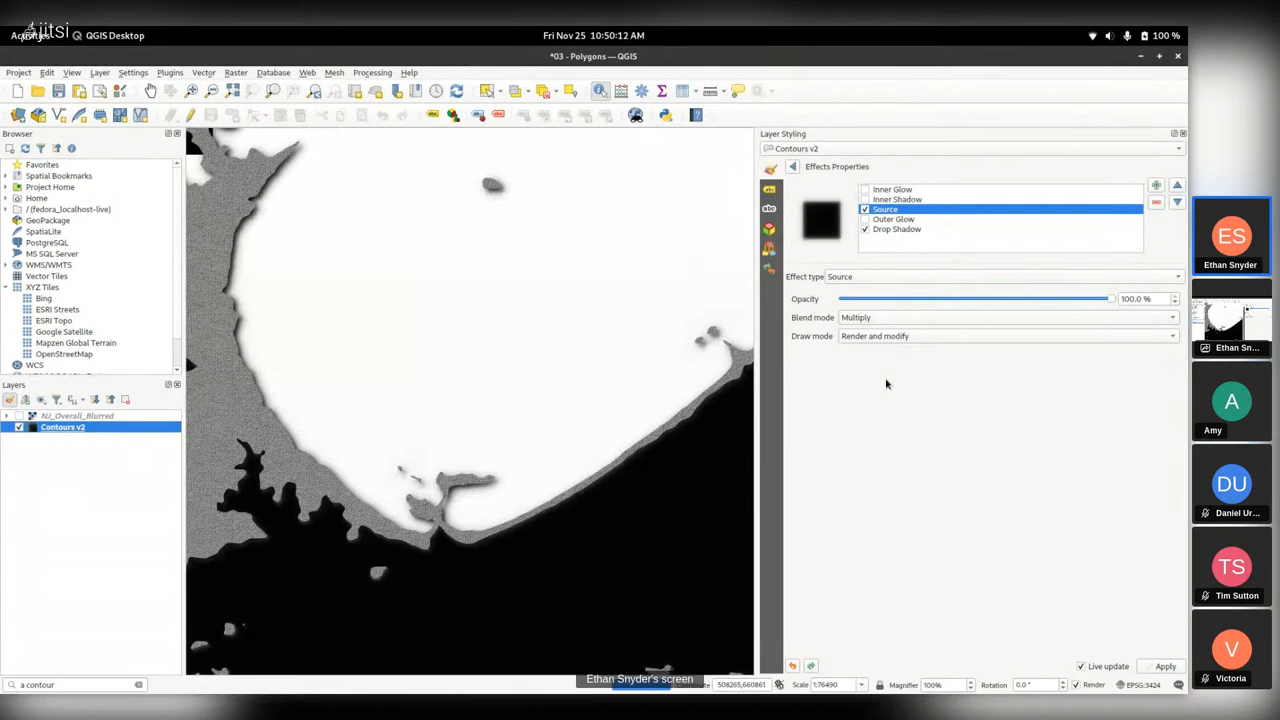 jitsi
Activities QGIS Desktop Fri Nov 25 10:50:12 AM 100 %
*03 - Polygons — QGIS
Project Edit View Layer Settings Plugins Vector Raster Database Web Mesh Processing Help
Browser
Favorites
Spatial Bookmarks
Project Home
Home
/ (fedora_localhost-live)
GeoPackage
SpatiaLite
PostgreSQL
MS SQL Server
WMS/WMTS
Vector Tiles
XYZ Tiles
Bing
ESRI Streets
ESRI Topo
Google Satellite
Mapzen Global Terrain
OpenStreetMap
WCS
Layers
NJ_Overall_Blurred
Contours v2
a contour
Layer Styling
Contours v2
Effects Properties
Inner Glow
Inner Shadow
Source
Outer Glow
Drop Shadow
Effect type Source
Opacity 100.0 %
Blend mode Multiply
Draw mode Render and modify
Live update Apply
Ethan Snyder's screen
Coordinate 508265,660861 Scale 1:76490 Magnifier 100% Rotation 0.0 ° Render EPSG:3424
ES
Ethan Snyder
Ethan Sn...
A
Amy
DU
Daniel Ur...
TS
Tim Sutton
V
Victoria